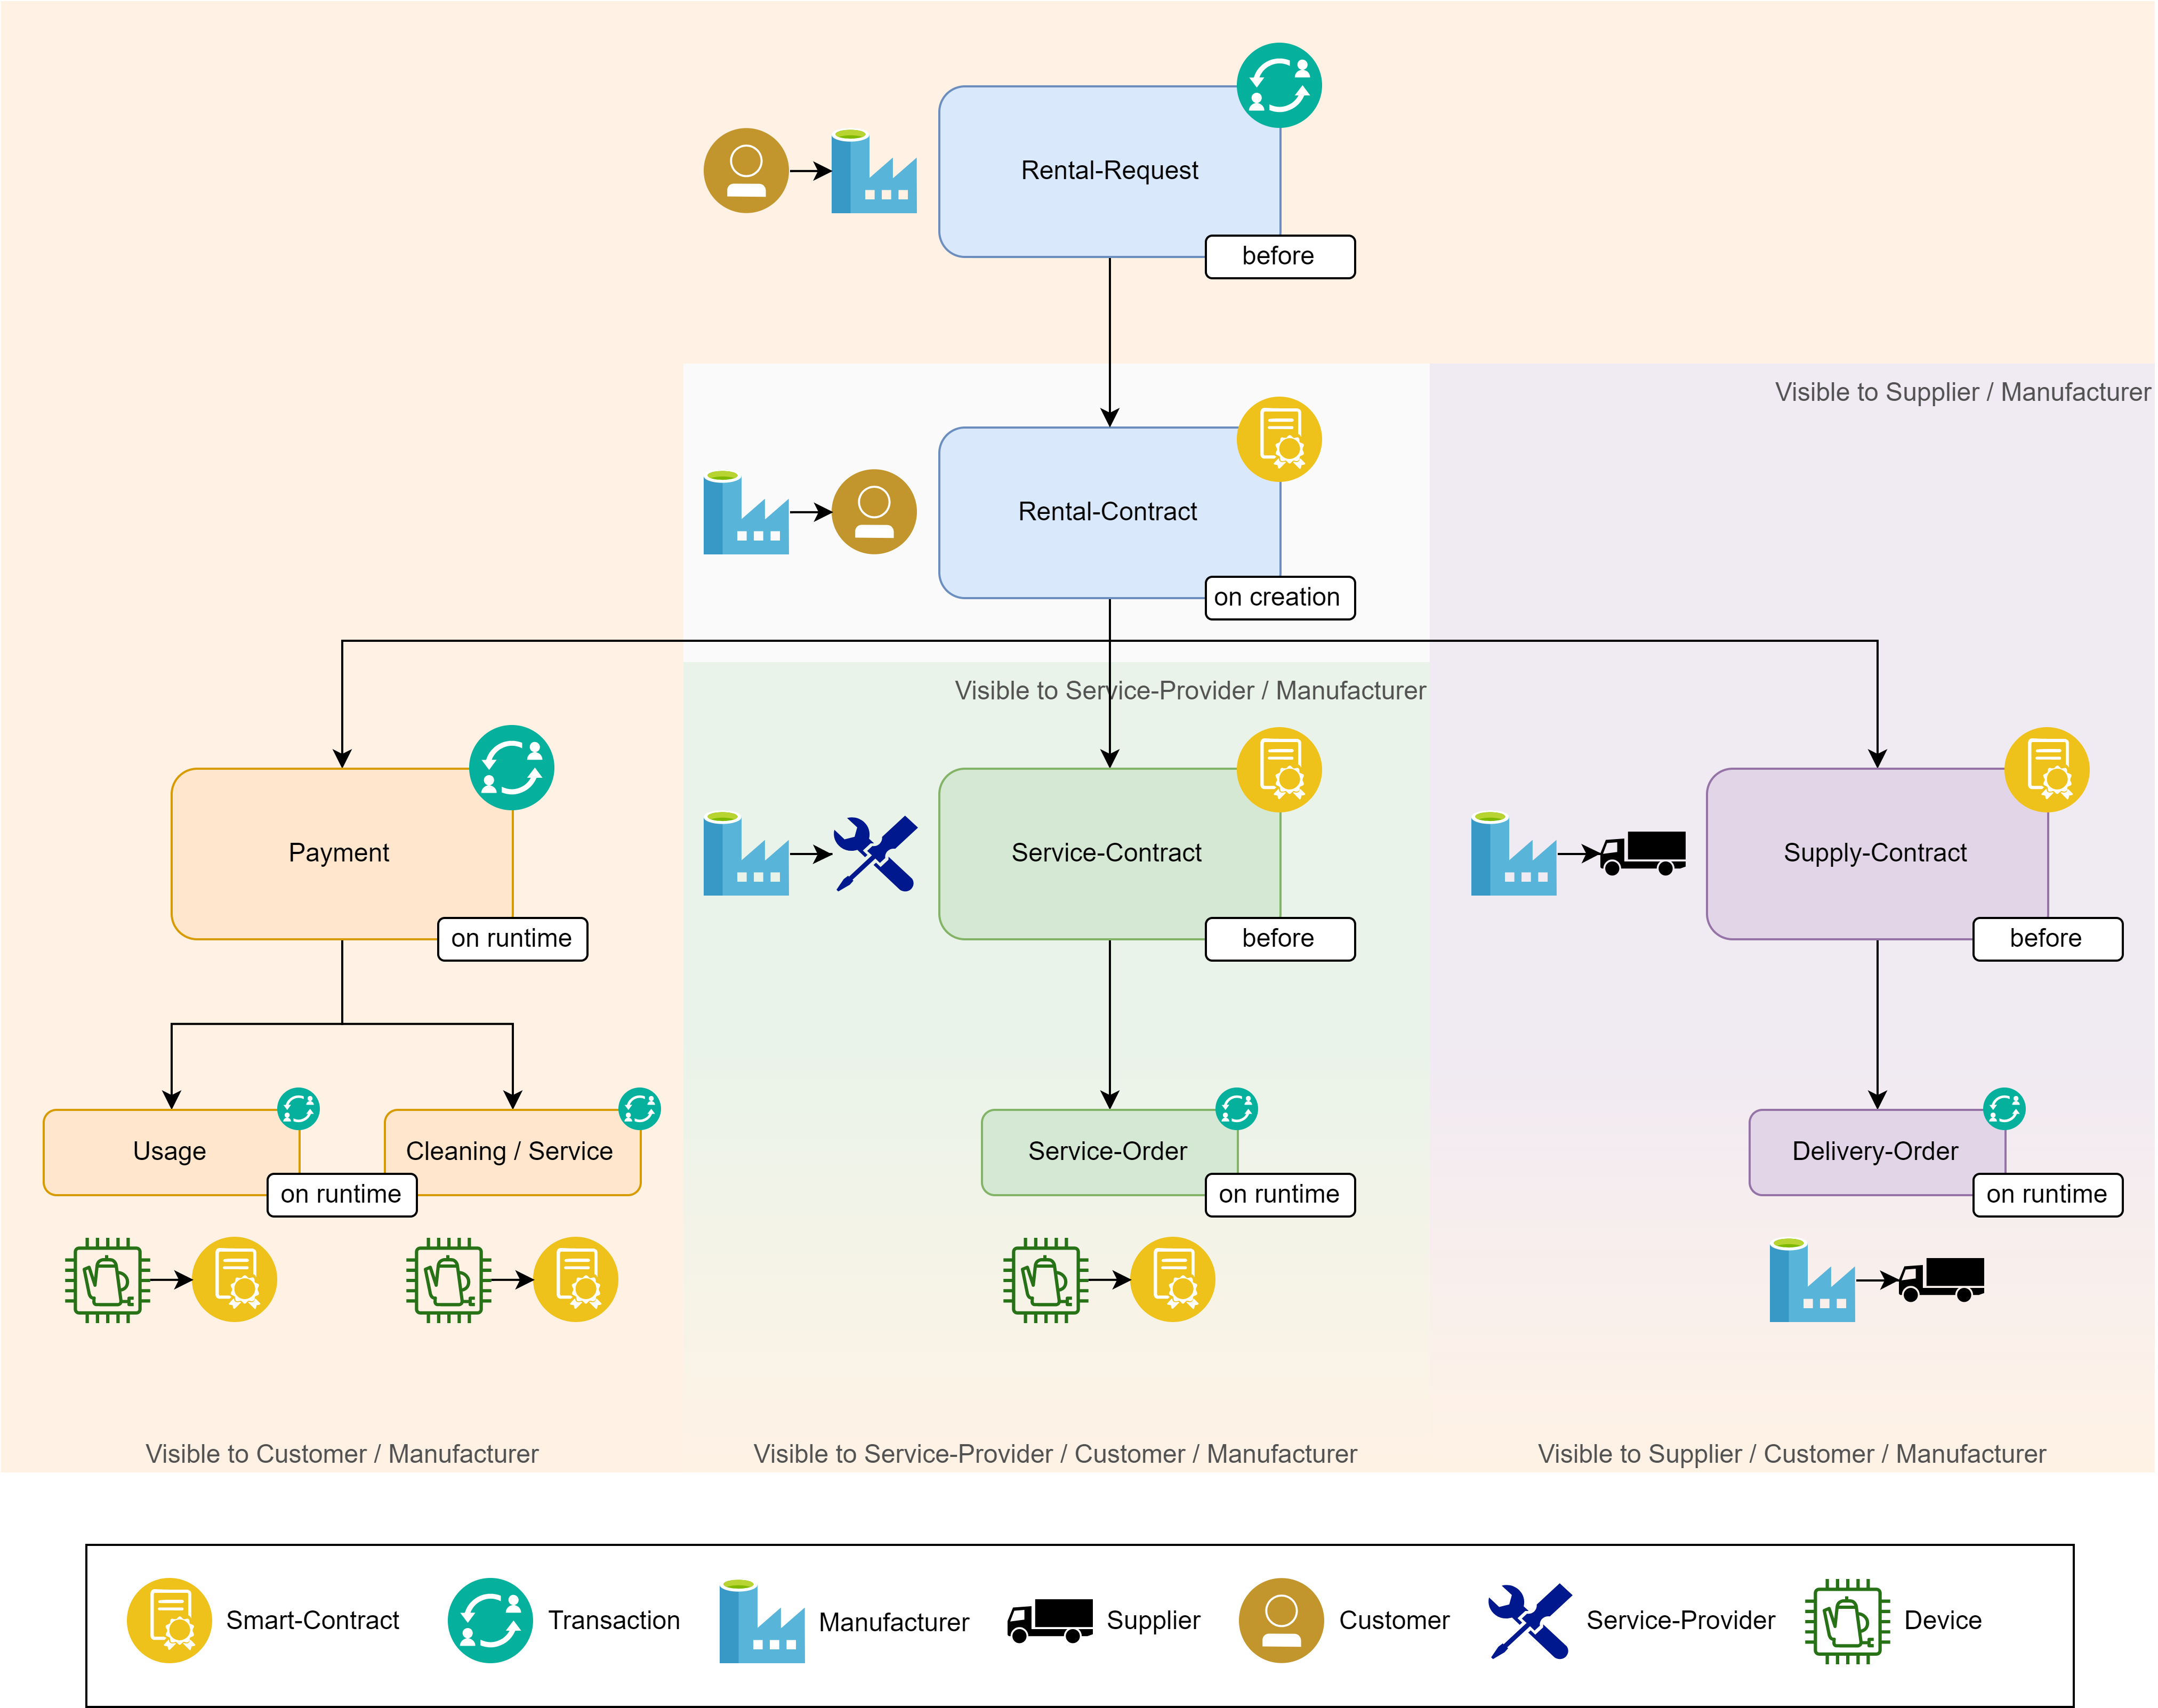 Rental-Request
before
Visible to Supplier / Manufacturer
Rental-Contract
on creation
Visible to Service-Provider / Manufacturer
Payment
on runtime
Service-Contract
before
Supply-Contract
before
Usage
on runtime
Cleaning / Service
Service-Order
on runtime
Delivery-Order
on runtime
Visible to Customer / Manufacturer
Visible to Service-Provider / Customer / Manufacturer
Visible to Supplier / Customer / Manufacturer
Smart-Contract
Transaction
Manufacturer
Supplier
Customer
Service-Provider
Device